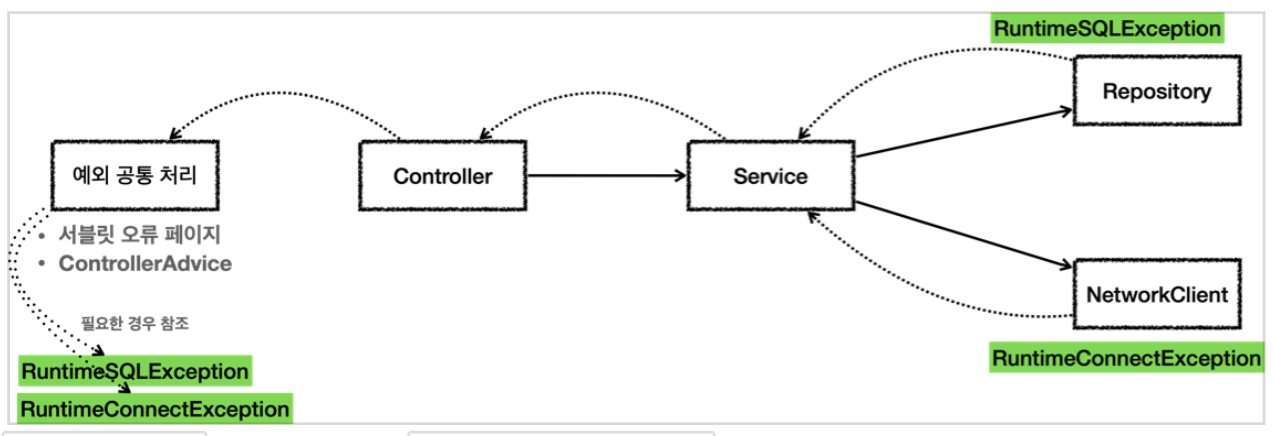 RuntimeSQLException
Repository
예외 공통 처리
Controller
Service
• 서블릿 오류 페이지
• ControllerAdvice
NetworkClient
필요한 경우 참조
RuntimeConnectException
RuntimeSQLException
RuntimeConnectException